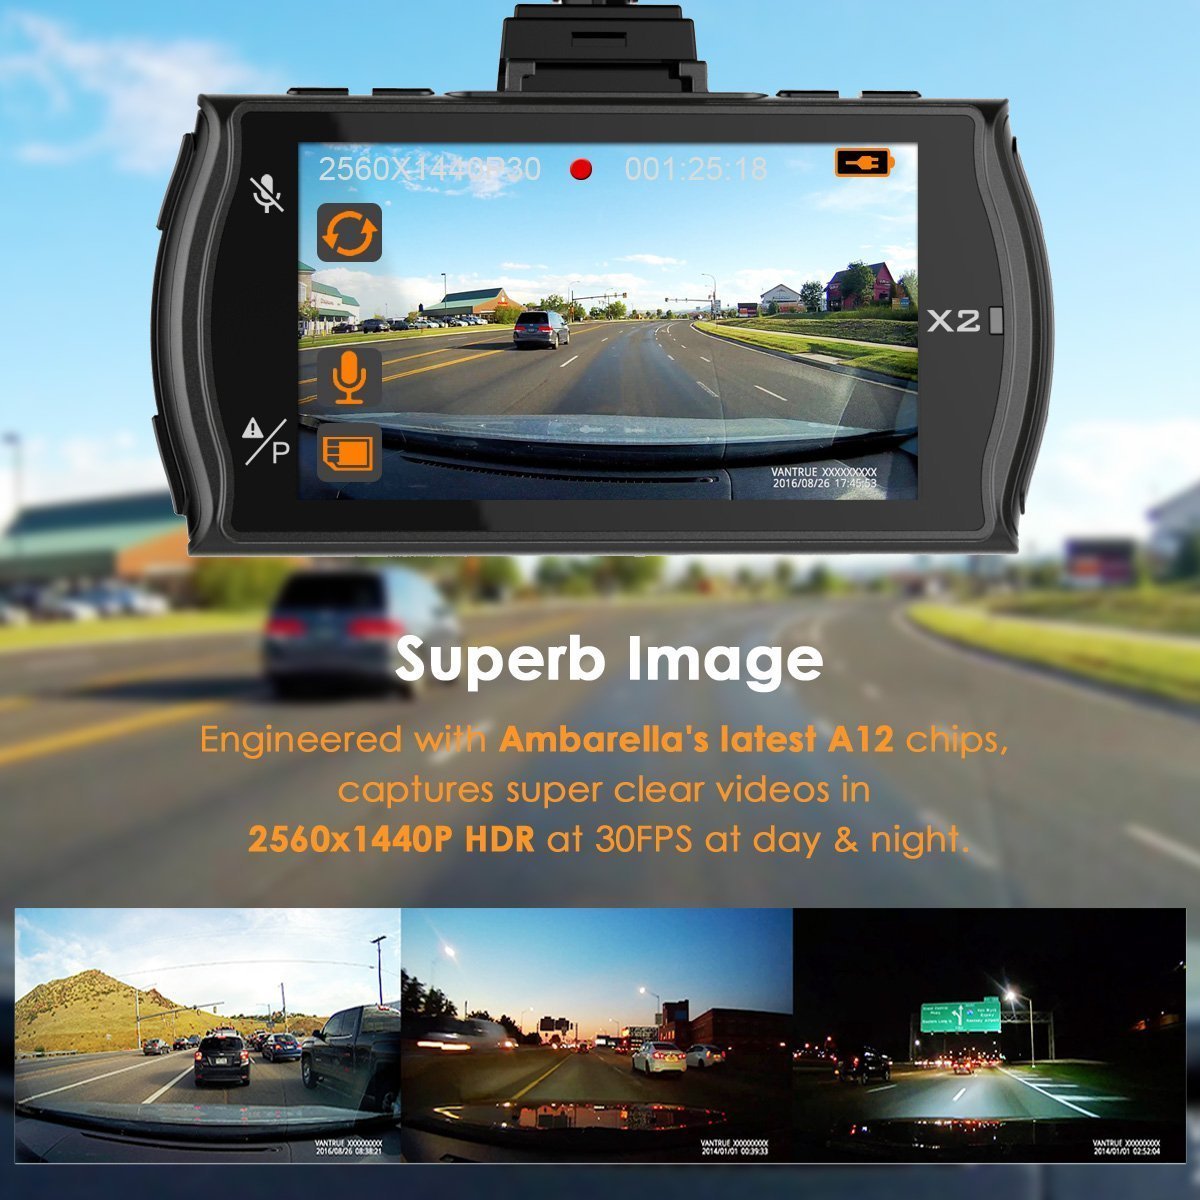 2560X1440P30 001:25:18
X2
P
VANTRUE XXXXXXXXX
2016/08/26 17:45:53
Superb Image
Engineered with Ambarella's latest A12 chips,
captures super clear videos in
2560x1440P HDR at 30FPS at day & night.
VANTRUE XXXXXXXXX
2016/08/26 08:38:21
VANTRUE XXXXXXXXX
2014/01/01 00:39:33
VANTRUE XXXXXXXXX
2014/01/01 02:52:04